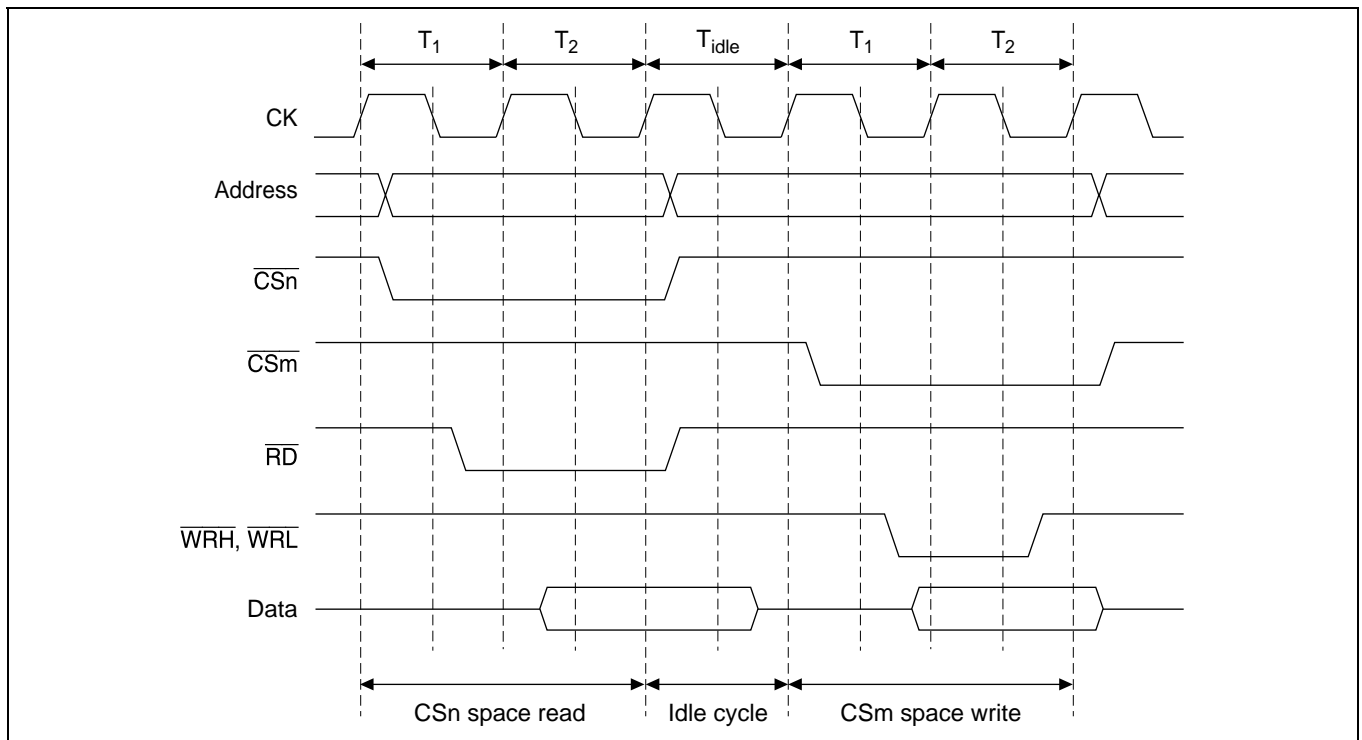 T1 T2 Tidle T1 T2
CK
Address
CSn
CSm
RD
WRH, WRL
Data
CSn space read Idle cycle CSm space write